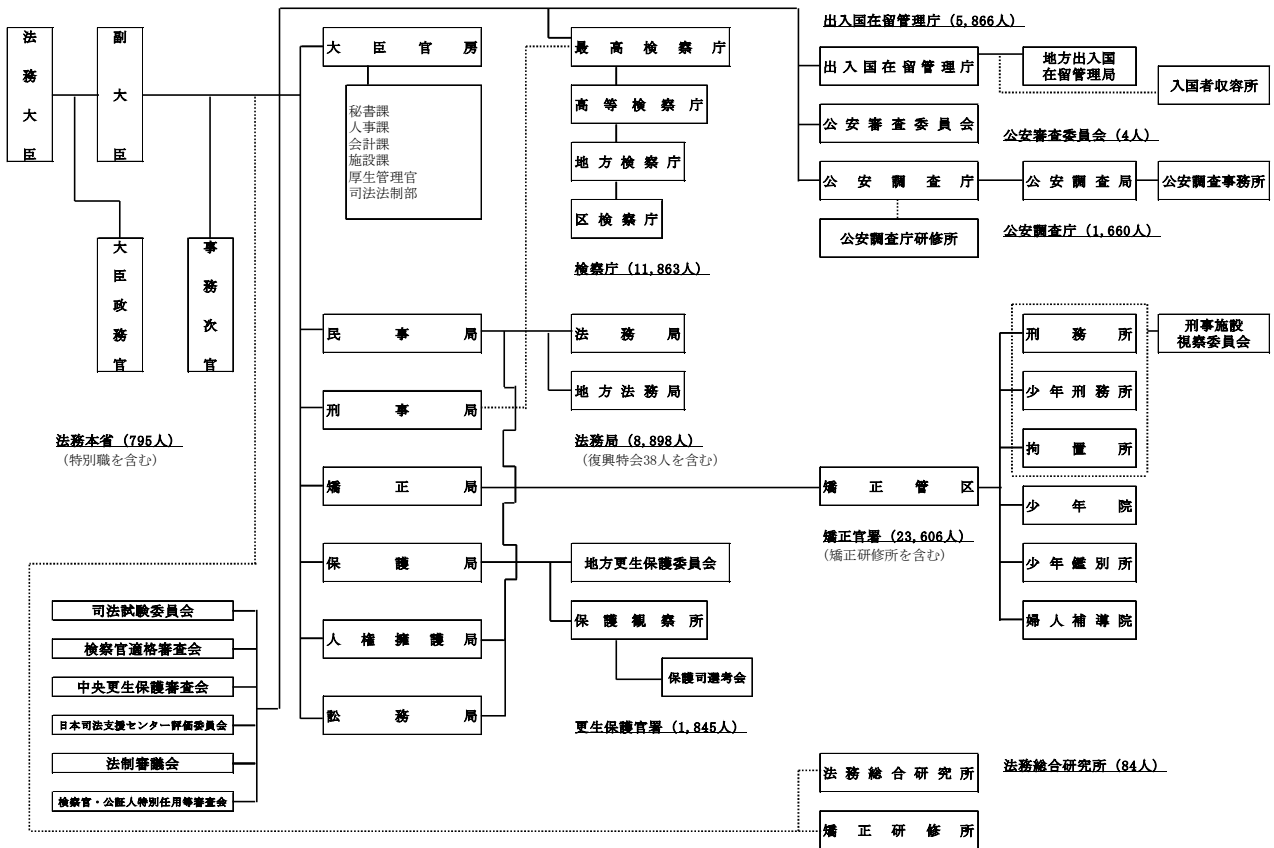 法務大臣
副大臣
大臣政務官
事務次官
法務本省（795人）
（特別職を含む）
司法試験委員会
検察官適格審査会
中央更生保護審査会
日本司法支援センター評価委員会
法制審議会
検察官・公証人特別任用等審査会
大臣官房
秘書課
人事課
会計課
施設課
厚生管理官
司法法制部
民事局
刑事局
矯正局
保護局
人権擁護局
訟務局
最高検察庁
高等検察庁
地方検察庁
区検察庁
検察庁（11,863人）
法務局
地方法務局
法務局（8,898人）
（復興特会38人を含む）
地方更生保護委員会
保護観察所
保護司選考会
更生保護官署（1,845人）
出入国在留管理庁（5,866人）
出入国在留管理庁
地方出入国
在留管理局
入国者収容所
公安審査委員会
公安審査委員会（4人）
公安調査庁
公安調査局
公安調査事務所
公安調査庁研修所
公安調査庁（1,660人）
矯正管区
矯正官署（23,606人）
（矯正研修所を含む）
刑務所
少年刑務所
拘置所
刑事施設
視察委員会
少年院
少年鑑別所
婦人補導院
法務総合研究所
法務総合研究所（84人）
矯正研修所